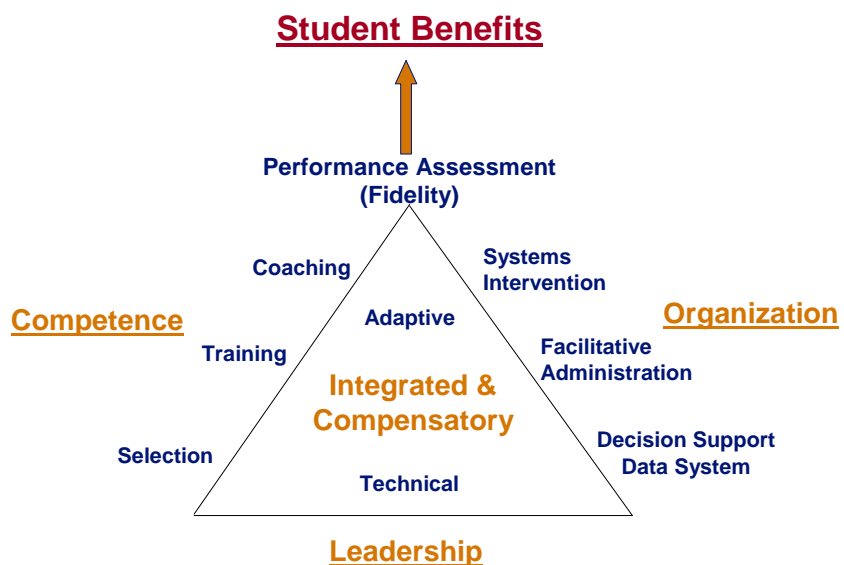 Student Benefits
Performance Assessment
(Fidelity)
Coaching
Systems
Intervention
Competence
Adaptive
Organization
Training
Facilitative
Administration
Integrated &
Compensatory
Selection
Decision Support
Data System
Technical
Leadership